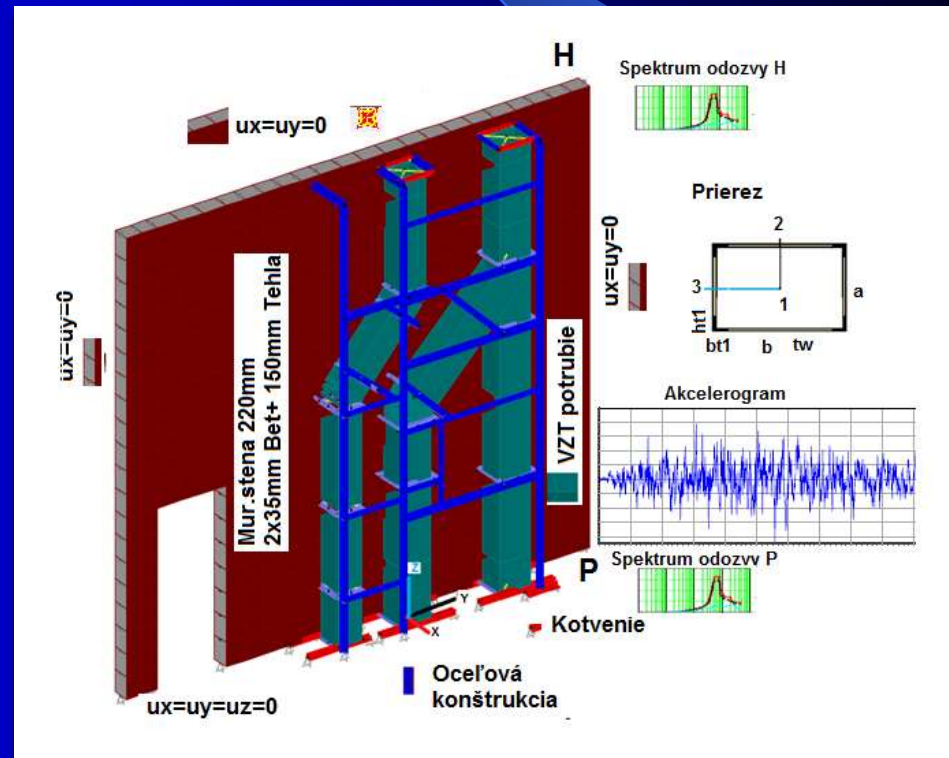 H
Spektrum odozvy H
ux=uy=0
Prierez
2
3
1
a
ht1
bt1
b
tw
ux=uy=0
ux=uy=0
Mur.stena 220mm
2x35mm Bet+ 150mm Tehla
VZT potrubie
Akcelerogram
Spektrum odozvy P
P
Z
Y
X
Kotvenie
Oceľová
konštrukcia
ux=uy=uz=0